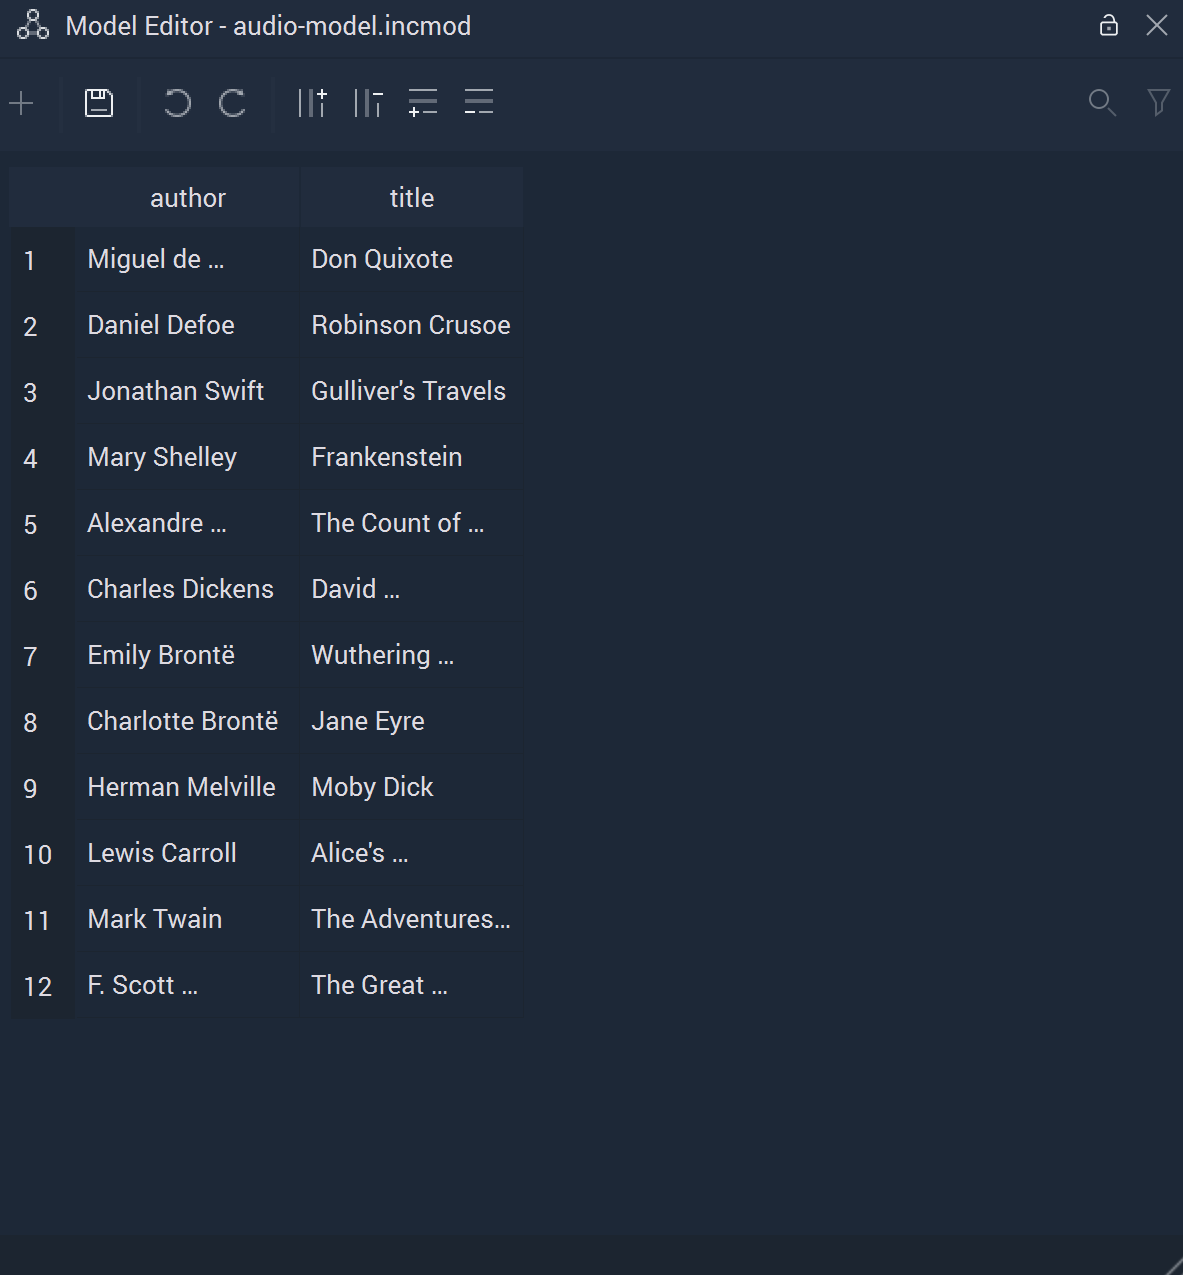 Model Editor - audio-model.incmod
author title
1 Miguel de ... Don Quixote
2 Daniel Defoe Robinson Crusoe
3 Jonathan Swift Gulliver's Travels
4 Mary Shelley Frankenstein
5 Alexandre ... The Count of ...
6 Charles Dickens David ...
7 Emily Brontë Wuthering ...
8 Charlotte Brontë Jane Eyre
9 Herman Melville Moby Dick
10 Lewis Carroll Alice's ...
11 Mark Twain The Adventures...
12 F. Scott ... The Great ...